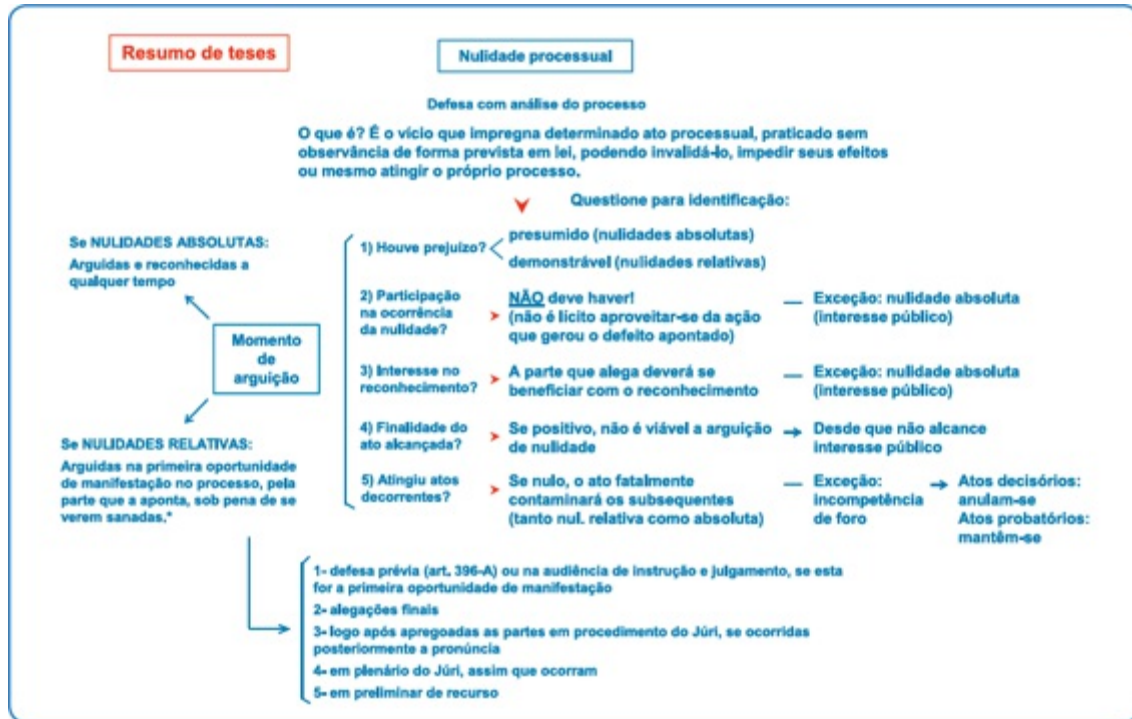 Resumo de teses
Nulidade processual
Defesa com análise do processo
O que é? É o vício que impregna determinado ato processual, praticado sem
observância de forma prevista em lei, podendo invalidá-lo, impedir seus efeitos
ou mesmo atingir o próprio processo.
Questione para identificação:
Se NULIDADES ABSOLUTAS:
Arguidas e reconhecidas a
qualquer tempo
Momento
de
arguição
Se NULIDADES RELATIVAS:
Arguidas na primeira oportunidade
de manifestação no processo, pela
parte que a aponta, sob pena de se
verem sanadas.*
1) Houve prejuízo?
presumido (nulidades absolutas)
demonstrável (nulidades relativas)
2) Participação
na ocorrência
da nulidade?
NÃO deve haver!
(não é lícito aproveitar-se da ação
que gerou o defeito apontado)
Exceção: nulidade absoluta
(interesse público)
3) Interesse no
reconhecimento?
A parte que alega deverá se
beneficiar com o reconhecimento
Exceção: nulidade absoluta
(interesse público)
4) Finalidade do
ato alcançada?
Se positivo, não é viável a arguição
de nulidade
Desde que não alcance
interesse público
5) Atingiu atos
decorrentes?
Se nulo, o ato fatalmente
contaminará os subsequentes
(tanto nul. relativa como absoluta)
Exceção:
incompetência
de foro
Atos decisórios:
anulam-se
Atos probatórios:
mantêm-se
1- defesa prévia (art. 396-A) ou na audiência de instrução e julgamento, se esta
for a primeira oportunidade de manifestação
2- alegações finais
3- logo após apregoadas as partes em procedimento do Júri, se ocorridas
posteriormente a pronúncia
4- em plenário do Júri, assim que ocorram
5- em preliminar de recurso